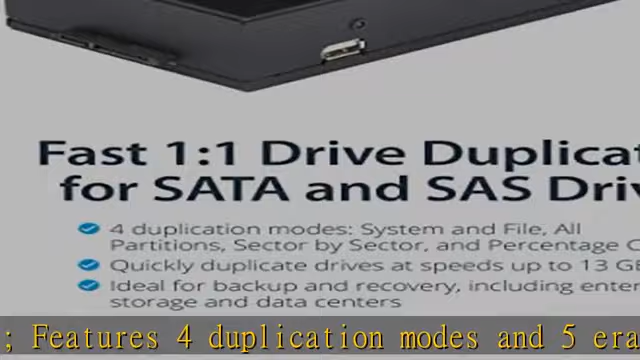 Fast 1:1 Drive Duplicat
for SATA and SAS Driv
4 duplication modes: System and File, All
Partitions, Sector by Sector, and Percentage C
Quickly duplicate drives at speeds up to 13 GB
Ideal for backup and recovery, including enter
storage and data centers
; Features 4 duplication modes and 5 era